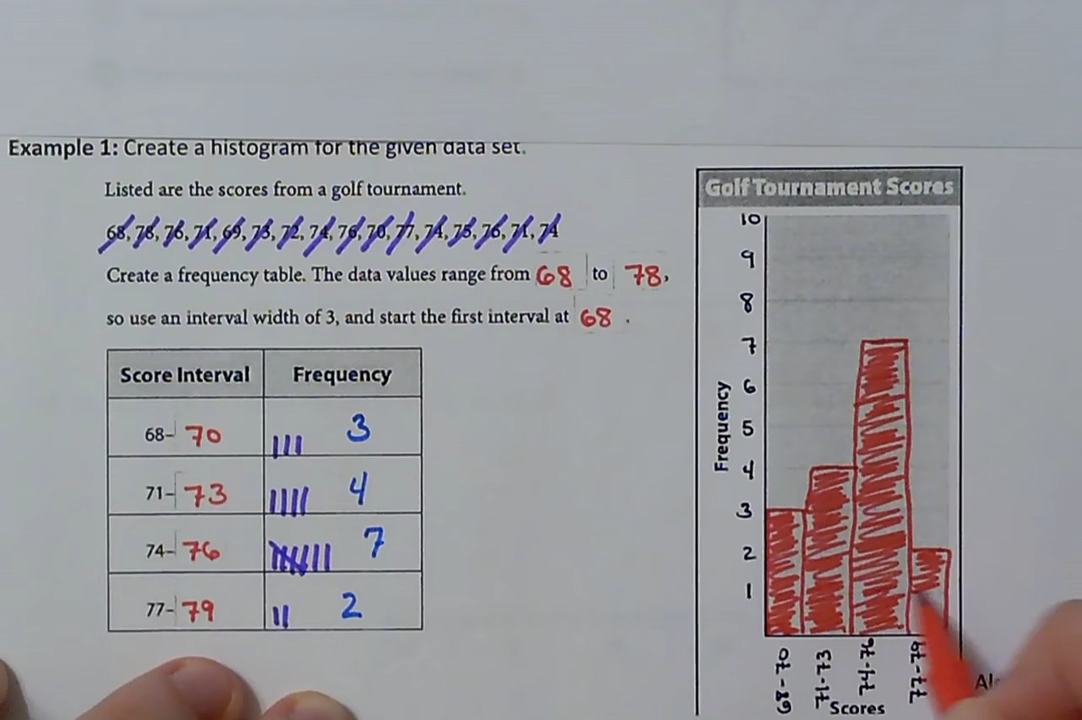 Example 1: Create a histogram for the given data set.
Listed are the scores from a golf tournament.
68, 78, 76, 71, 69, 73, 72, 74, 76, 70, 77, 74, 75, 76, 71, 74
Create a frequency table. The data values range from 68 to 78,
so use an interval width of 3, and start the first interval at 68.
Score Interval Frequency
68-70 3
71-73 4
74-76 7
77-79 2
Golf Tournament Scores
10
9
8
7
6
5
4
3
2
1
Frequency
68-70 71-73 74-76 77-79
Scores